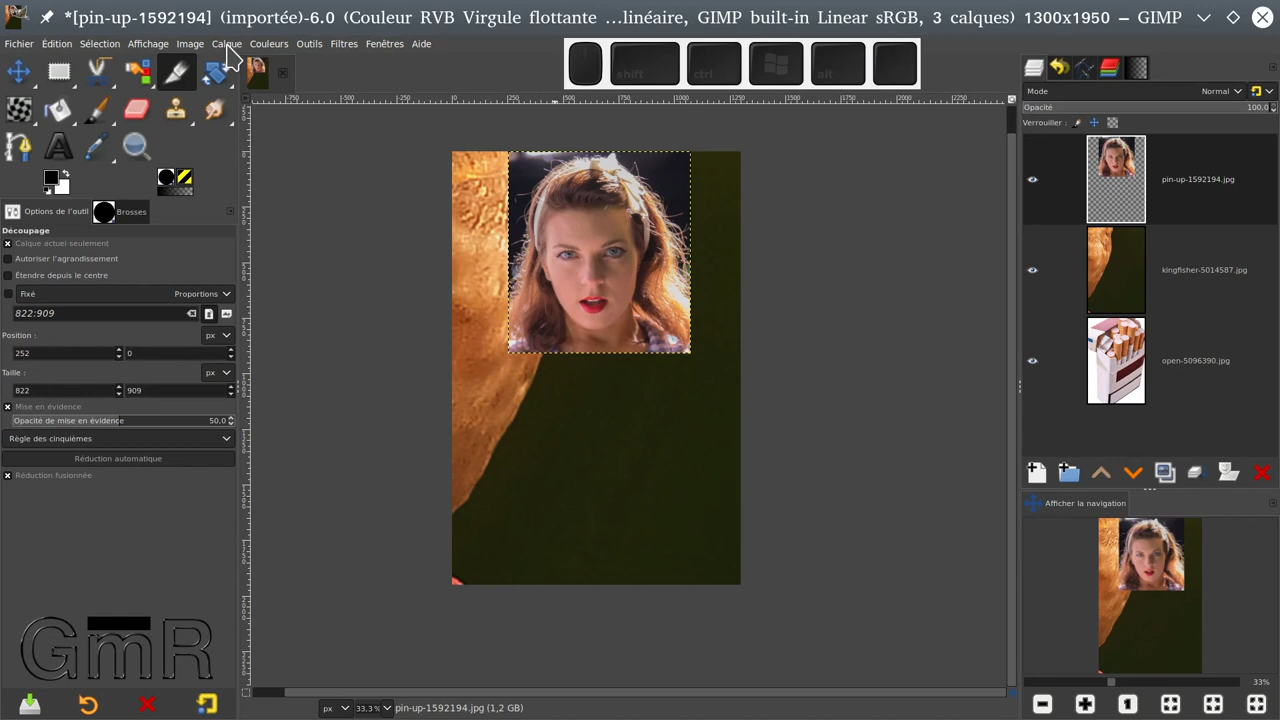 *[pin-up-1592194] (importée)-6.0 (Couleur RVB Virgule flottante …linéaire, GIMP built-in Linear sRGB, 3 calques) 1300x1950 – GIMP
Fichier Édition Sélection Affichage Image Calque Couleurs Outils Filtres Fenêtres Aide
shift ctrl alt
Mode Normal
Opacité 100,0
Verrouiller :
pin-up-1592194.jpg
kingfisher-5014587.jpg
open-5096390.jpg
Options de l'outil Brosses
Découpage
Calque actuel seulement
Autoriser l'agrandissement
Étendre depuis le centre
Fixé Proportions
822:909
Position : px
252 0
Taille : px
822 909
Mise en évidence
Opacité de mise en évidence 50,0
Règle des cinquièmes
Réduction automatique
Réduction fusionnée
GmR
Afficher la navigation
33%
px 33,3% pin-up-1592194.jpg (1,2 GB)